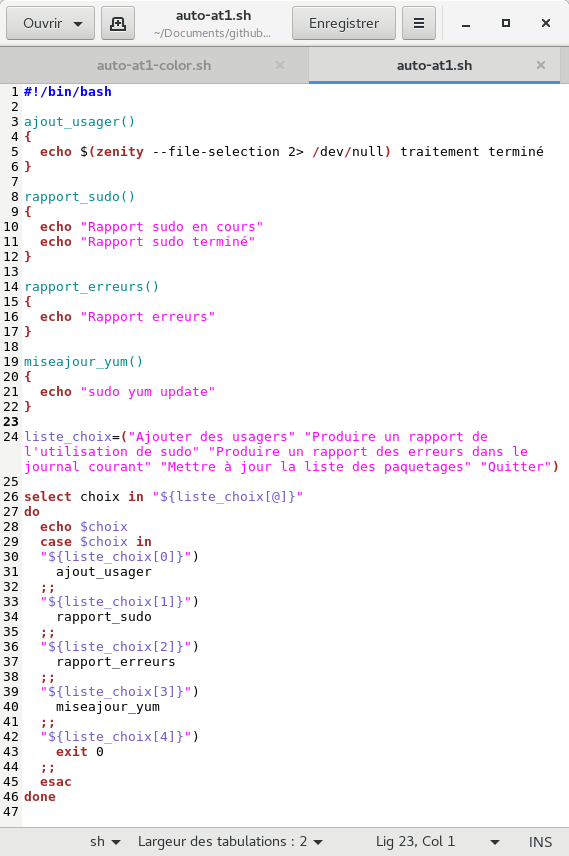 Ouvrir
auto-at1.sh
~/Documents/github...
Enregistrer
auto-at1-color.sh ×
auto-at1.sh ×
1 #!/bin/bash
2
3 ajout_usager()
4 {
5   echo $(zenity --file-selection 2> /dev/null) traitement terminé
6 }
7
8 rapport_sudo()
9 {
10   echo "Rapport sudo en cours"
11   echo "Rapport sudo terminé"
12 }
13
14 rapport_erreurs()
15 {
16   echo "Rapport erreurs"
17 }
18
19 miseajour_yum()
20 {
21   echo "sudo yum update"
22 }
23
24 liste_choix=("Ajouter des usagers" "Produire un rapport de
l'utilisation de sudo" "Produire un rapport des erreurs dans le
journal courant" "Mettre à jour la liste des paquetages" "Quitter")
25
26 select choix in "${liste_choix[@]}"
27 do
28   echo $choix
29   case $choix in
30   "${liste_choix[0]}")
31     ajout_usager
32   ;;
33   "${liste_choix[1]}")
34     rapport_sudo
35   ;;
36   "${liste_choix[2]}")
37     rapport_erreurs
38   ;;
39   "${liste_choix[3]}")
40     miseajour_yum
41   ;;
42   "${liste_choix[4]}")
43     exit 0
44   ;;
45   esac
46 done
47
sh Largeur des tabulations : 2 Lig 23, Col 1 INS